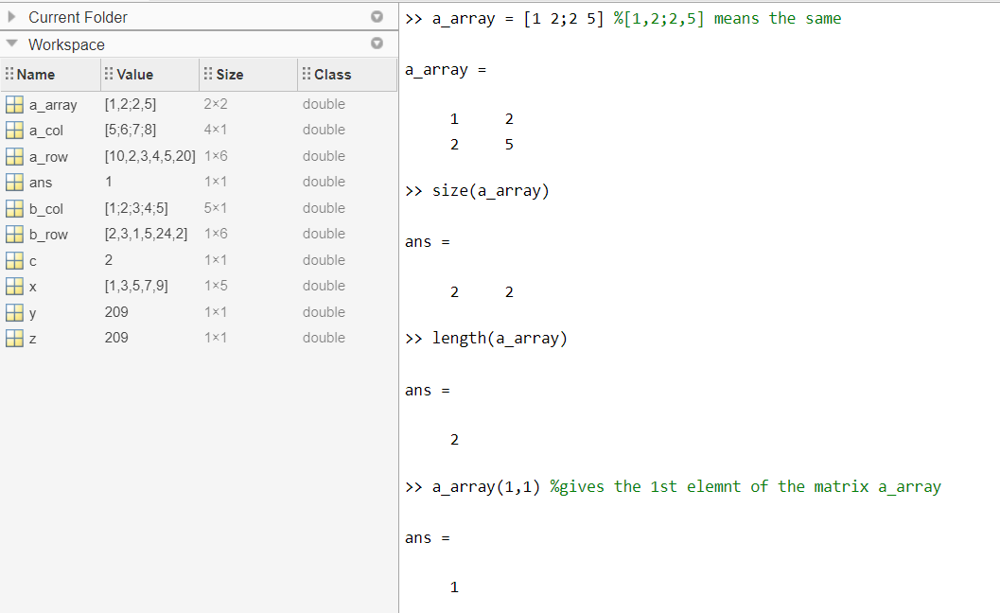 Current Folder
Workspace
Name Value Size Class
a_array [1,2;2,5] 2×2 double
a_col [5;6;7;8] 4×1 double
a_row [10,2,3,4,5,20] 1×6 double
ans 1 1×1 double
b_col [1;2;3;4;5] 5×1 double
b_row [2,3,1,5,24,2] 1×6 double
c 2 1×1 double
x [1,3,5,7,9] 1×5 double
y 209 1×1 double
z 209 1×1 double
>> a_array = [1 2;2 5] %[1,2;2,5] means the same
a_array =
1 2
2 5
>> size(a_array)
ans =
2 2
>> length(a_array)
ans =
2
>> a_array(1,1) %gives the 1st elemnt of the matrix a_array
ans =
1